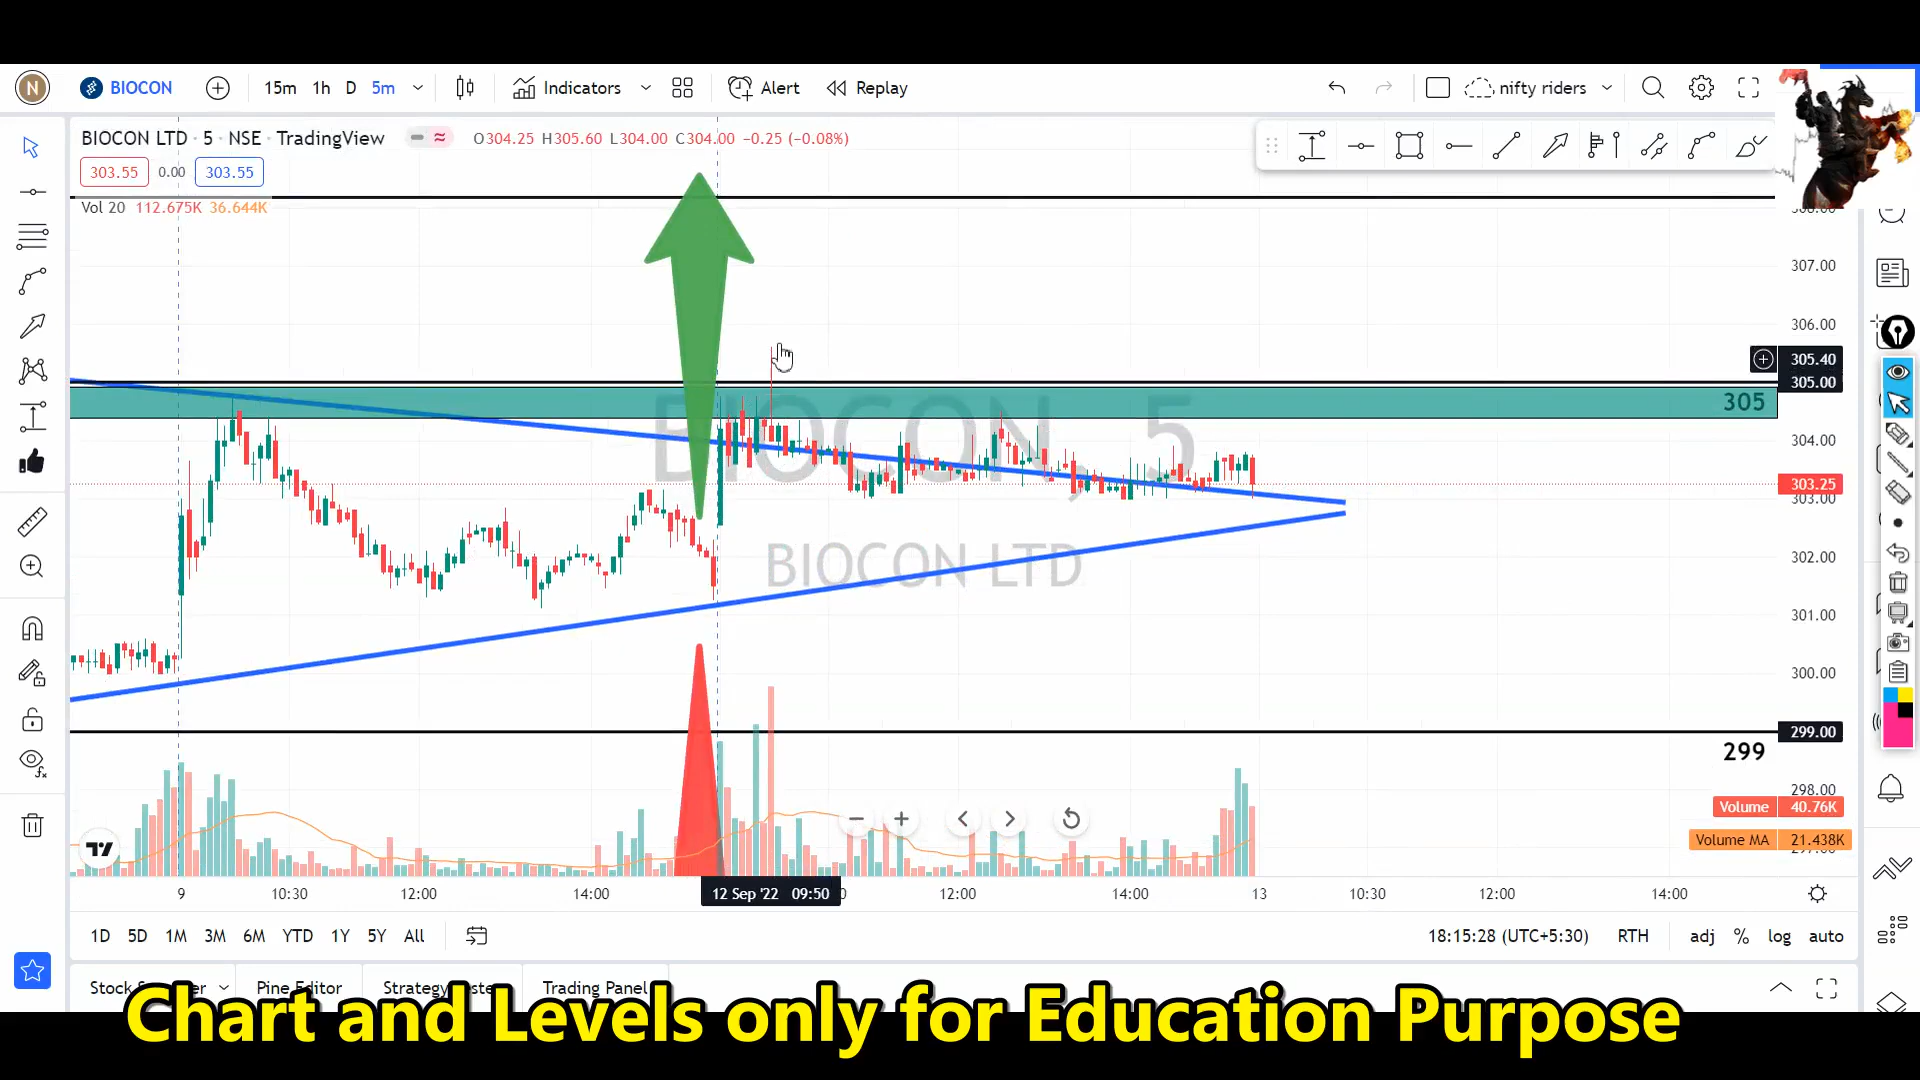 N BIOCON 15m 1h D 5m Indicators Alert Replay nifty riders
BIOCON LTD · 5 · NSE · TradingView O304.25 H305.60 L304.00 C304.00 −0.25 (−0.08%)
303.55 0.00 303.55
Vol 20 112.675K 36.644K
307.00
306.00
305.40
305.00
305
304.00
BIOCON, 5
303.25
303.00
302.00
BIOCON LTD
301.00
300.00
299.00
299
298.00
Volume 40.76K
Volume MA 21.438K
9 10:30 12:00 14:00 12 Sep '22 09:50 12:00 14:00 13 10:30 12:00 14:00
1D 5D 1M 3M 6M YTD 1Y 5Y All 18:15:28 (UTC+5:30) RTH adj % log auto
Stock Pine Editor Strategy Trading Panel
Chart and Levels only for Education Purpose